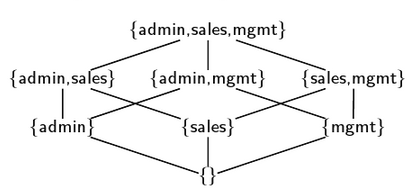 {admin,sales,mgmt}
{admin,sales} {admin,mgmt} {sales,mgmt}
{admin} {sales} {mgmt}
{}